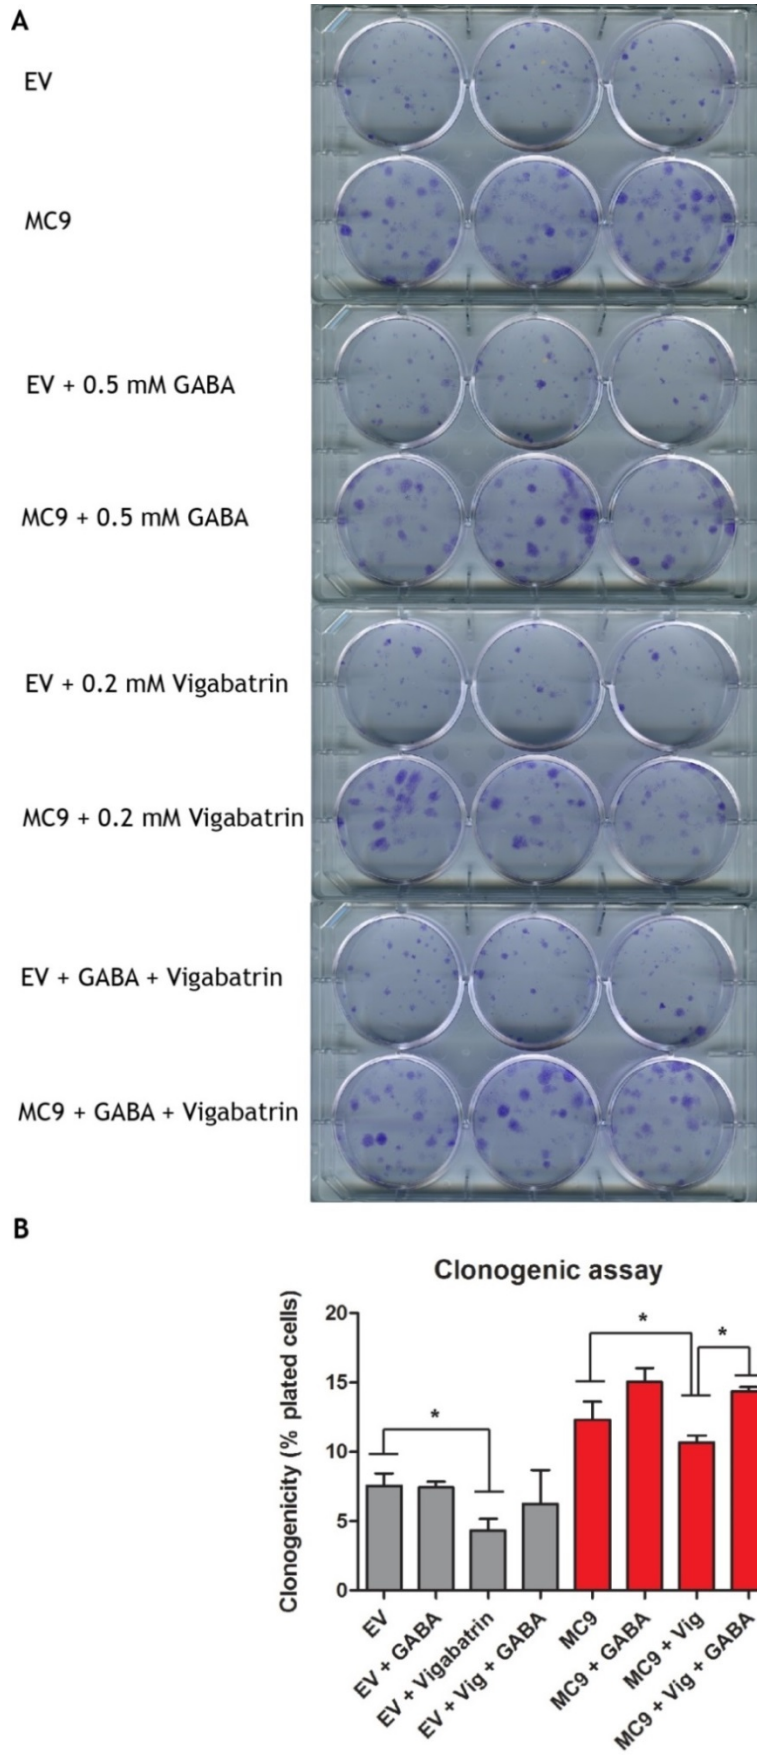 A
EV
MC9
EV + 0.5 mM GABA
MC9 + 0.5 mM GABA
EV + 0.2 mM Vigabatrin
MC9 + 0.2 mM Vigabatrin
EV + GABA + Vigabatrin
MC9 + GABA + Vigabatrin
B
Clonogenic assay
Clonogenicity (% plated cells)
20
15
10
5
0
*
*
*
EV
EV + GABA
EV + Vigabatrin
EV + Vig + GABA
MC9
MC9 + GABA
MC9 + Vig
MC9 + Vig + GABA